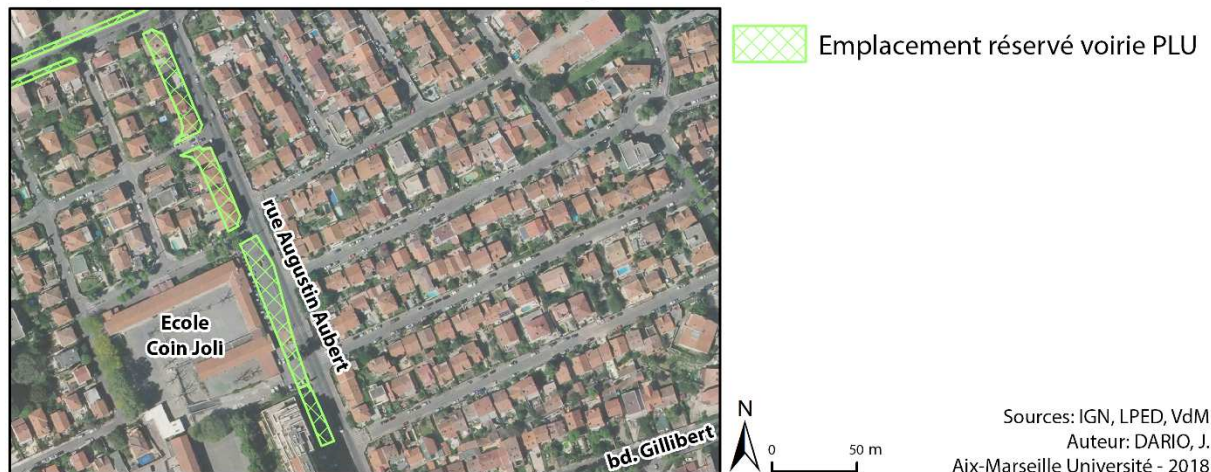 Emplacement réservé voirie PLU
rue Augustin Aubert
Ecole
Coin Joli
bd. Gillibert
N
0 50 m
Sources: IGN, LPED, VdM
Auteur: DARIO, J.
Aix-Marseille Université - 2018